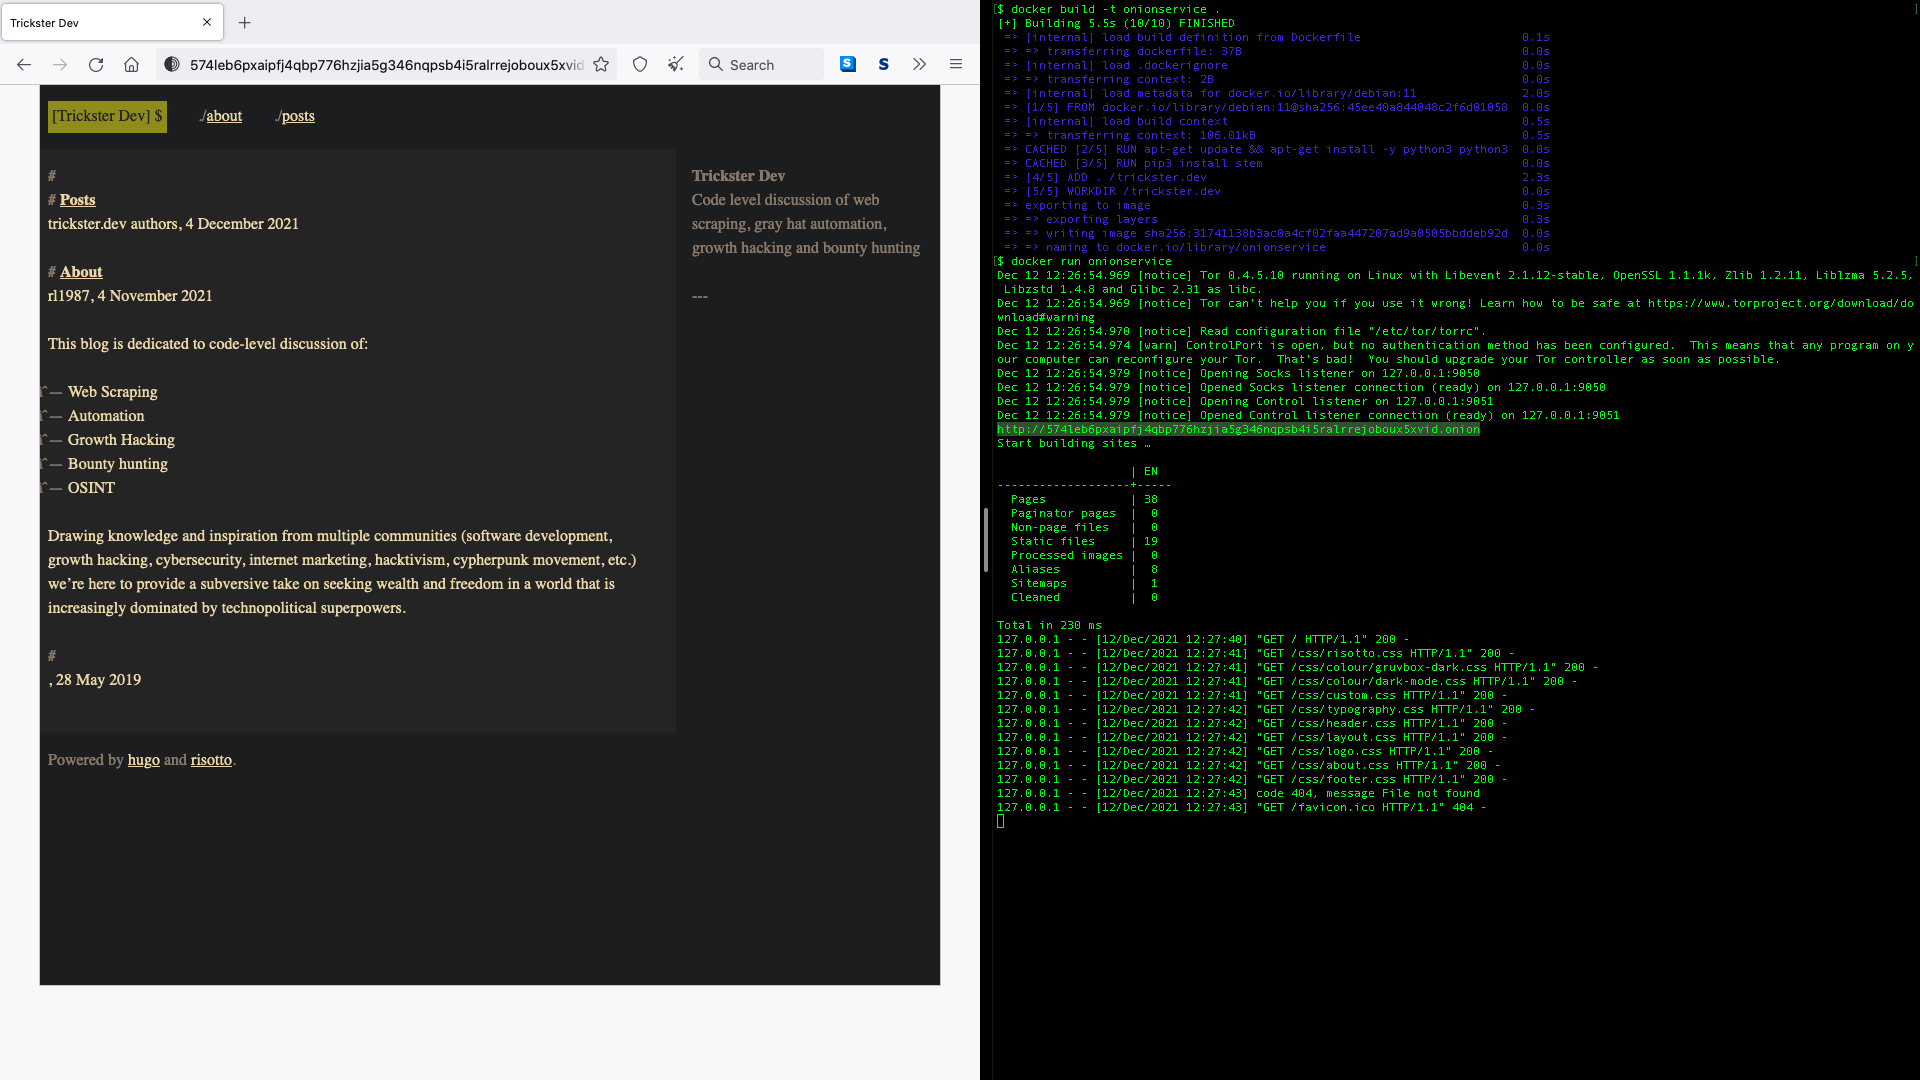 Trickster Dev
574leb6pxaipfj4qbp776hzjia5g346nqpsb4i5ralrrejoboux5xvid
Search
[Trickster Dev] $ ./about ./posts
#
# Posts
trickster.dev authors, 4 December 2021
# About
rl1987, 4 November 2021
This blog is dedicated to code-level discussion of:
— Web Scraping
— Automation
— Growth Hacking
— Bounty hunting
— OSINT
Drawing knowledge and inspiration from multiple communities (software development,
growth hacking, cybersecurity, internet marketing, hacktivism, cypherpunk movement, etc.)
we're here to provide a subversive take on seeking wealth and freedom in a world that is
increasingly dominated by technopolitical superpowers.
#
, 28 May 2019
Powered by hugo and risotto.
Trickster Dev
Code level discussion of web
scraping, gray hat automation,
growth hacking and bounty hunting
---
[$ docker build -t onionservice . ]
[+] Building 5.5s (10/10) FINISHED
=> [internal] load build definition from Dockerfile 0.1s
=> => transferring dockerfile: 37B 0.0s
=> [internal] load .dockerignore 0.0s
=> => transferring context: 2B 0.0s
=> [internal] load metadata for docker.io/library/debian:11 2.0s
=> [1/5] FROM docker.io/library/debian:11@sha256:45ee40a844048c2f6d01058 0.0s
=> [internal] load build context 0.5s
=> => transferring context: 106.01kB 0.5s
=> CACHED [2/5] RUN apt-get update && apt-get install -y python3 python3 0.0s
=> CACHED [3/5] RUN pip3 install stem 0.0s
=> [4/5] ADD . /trickster.dev 2.3s
=> [5/5] WORKDIR /trickster.dev 0.0s
=> exporting to image 0.3s
=> => exporting layers 0.3s
=> => writing image sha256:31741138b3ac0a4cf02faa447207ad9a0505bbddeb92d 0.0s
=> => naming to docker.io/library/onionservice 0.0s
[$ docker run onionservice ]
Dec 12 12:26:54.969 [notice] Tor 0.4.5.10 running on Linux with Libevent 2.1.12-stable, OpenSSL 1.1.1k, Zlib 1.2.11, Liblzma 5.2.5,
Libzstd 1.4.8 and Glibc 2.31 as libc.
Dec 12 12:26:54.969 [notice] Tor can't help you if you use it wrong! Learn how to be safe at https://www.torproject.org/download/do
wnload#warning
Dec 12 12:26:54.970 [notice] Read configuration file "/etc/tor/torrc".
Dec 12 12:26:54.974 [warn] ControlPort is open, but no authentication method has been configured.  This means that any program on y
our computer can reconfigure your Tor.  That's bad!  You should upgrade your Tor controller as soon as possible.
Dec 12 12:26:54.979 [notice] Opening Socks listener on 127.0.0.1:9050
Dec 12 12:26:54.979 [notice] Opened Socks listener connection (ready) on 127.0.0.1:9050
Dec 12 12:26:54.979 [notice] Opening Control listener on 127.0.0.1:9051
Dec 12 12:26:54.979 [notice] Opened Control listener connection (ready) on 127.0.0.1:9051
http://574leb6pxaipfj4qbp776hzjia5g346nqpsb4i5ralrrejoboux5xvid.onion
Start building sites …
| EN
-------------------+-----
Pages | 38
Paginator pages | 0
Non-page files | 0
Static files | 19
Processed images | 0
Aliases | 8
Sitemaps | 1
Cleaned | 0
Total in 230 ms
127.0.0.1 - - [12/Dec/2021 12:27:40] "GET / HTTP/1.1" 200 -
127.0.0.1 - - [12/Dec/2021 12:27:41] "GET /css/risotto.css HTTP/1.1" 200 -
127.0.0.1 - - [12/Dec/2021 12:27:41] "GET /css/colour/gruvbox-dark.css HTTP/1.1" 200 -
127.0.0.1 - - [12/Dec/2021 12:27:41] "GET /css/colour/dark-mode.css HTTP/1.1" 200 -
127.0.0.1 - - [12/Dec/2021 12:27:41] "GET /css/custom.css HTTP/1.1" 200 -
127.0.0.1 - - [12/Dec/2021 12:27:42] "GET /css/typography.css HTTP/1.1" 200 -
127.0.0.1 - - [12/Dec/2021 12:27:42] "GET /css/header.css HTTP/1.1" 200 -
127.0.0.1 - - [12/Dec/2021 12:27:42] "GET /css/layout.css HTTP/1.1" 200 -
127.0.0.1 - - [12/Dec/2021 12:27:42] "GET /css/logo.css HTTP/1.1" 200 -
127.0.0.1 - - [12/Dec/2021 12:27:42] "GET /css/about.css HTTP/1.1" 200 -
127.0.0.1 - - [12/Dec/2021 12:27:42] "GET /css/footer.css HTTP/1.1" 200 -
127.0.0.1 - - [12/Dec/2021 12:27:43] code 404, message File not found
127.0.0.1 - - [12/Dec/2021 12:27:43] "GET /favicon.ico HTTP/1.1" 404 -